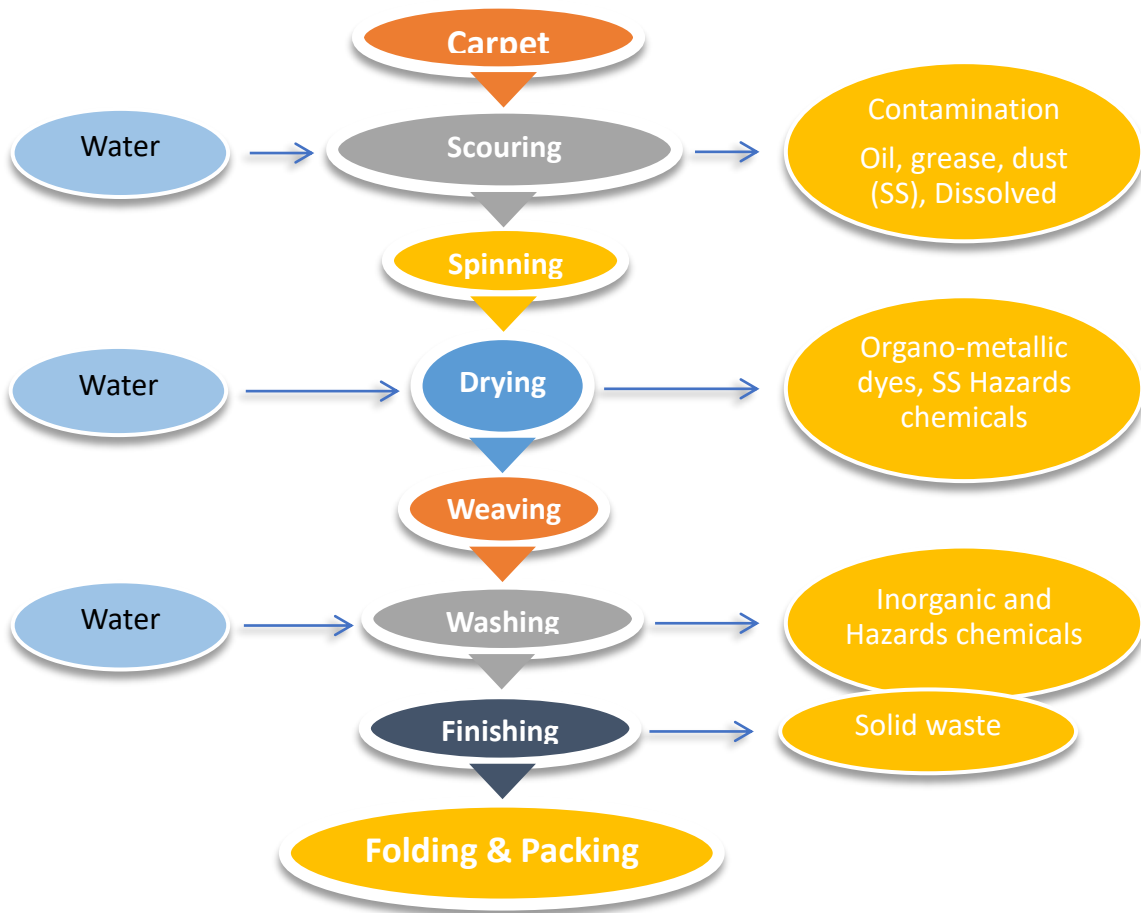 Carpet
Water
Scouring
Contamination
Oil, grease, dust
(SS), Dissolved
Spinning
Water
Drying
Organo-metallic
dyes, SS Hazards
chemicals
Weaving
Water
Washing
Inorganic and
Hazards chemicals
Finishing
Solid waste
Folding & Packing